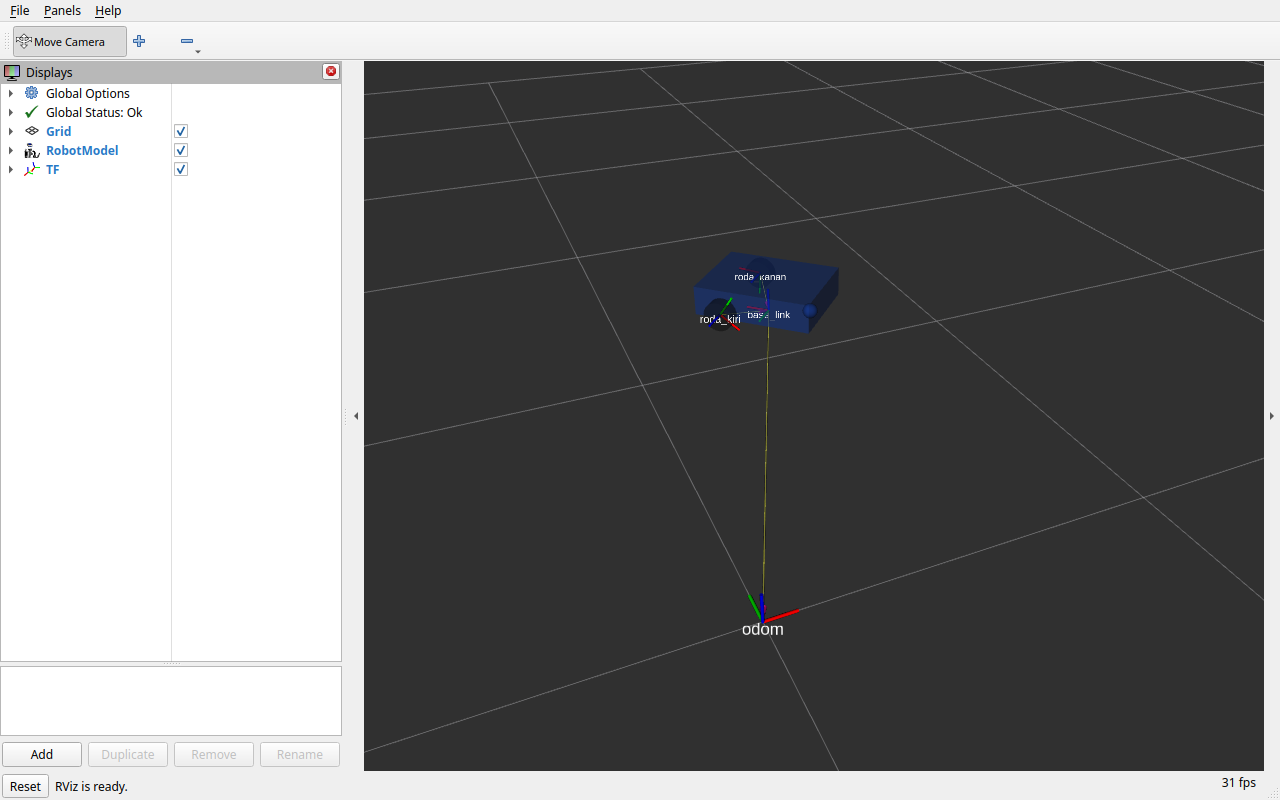 File Panels Help
Move Camera
Displays
Global Options
Global Status: Ok
Grid
RobotModel
TF
roda_kanan
roda_kiri
base_link
odom
Add Duplicate Remove Rename
Reset RViz is ready. 31 fps